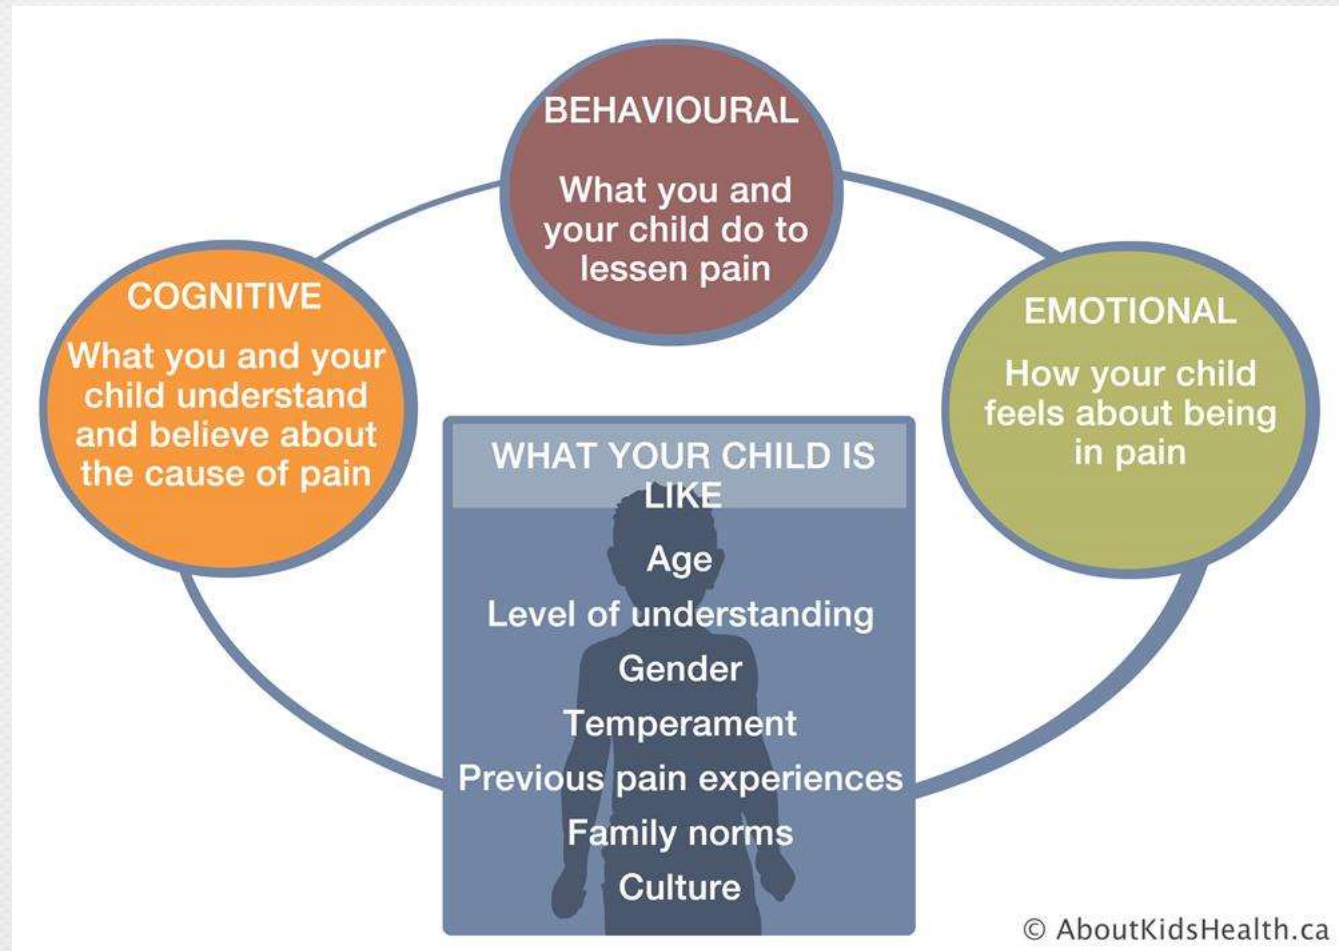 BEHAVIOURAL
What you and
your child do to
lessen pain
COGNITIVE
What you and your
child understand
and believe about
the cause of pain
EMOTIONAL
How your child
feels about being
in pain
WHAT YOUR CHILD IS
LIKE
Age
Level of understanding
Gender
Temperament
Previous pain experiences
Family norms
Culture
© AboutKidsHealth.ca